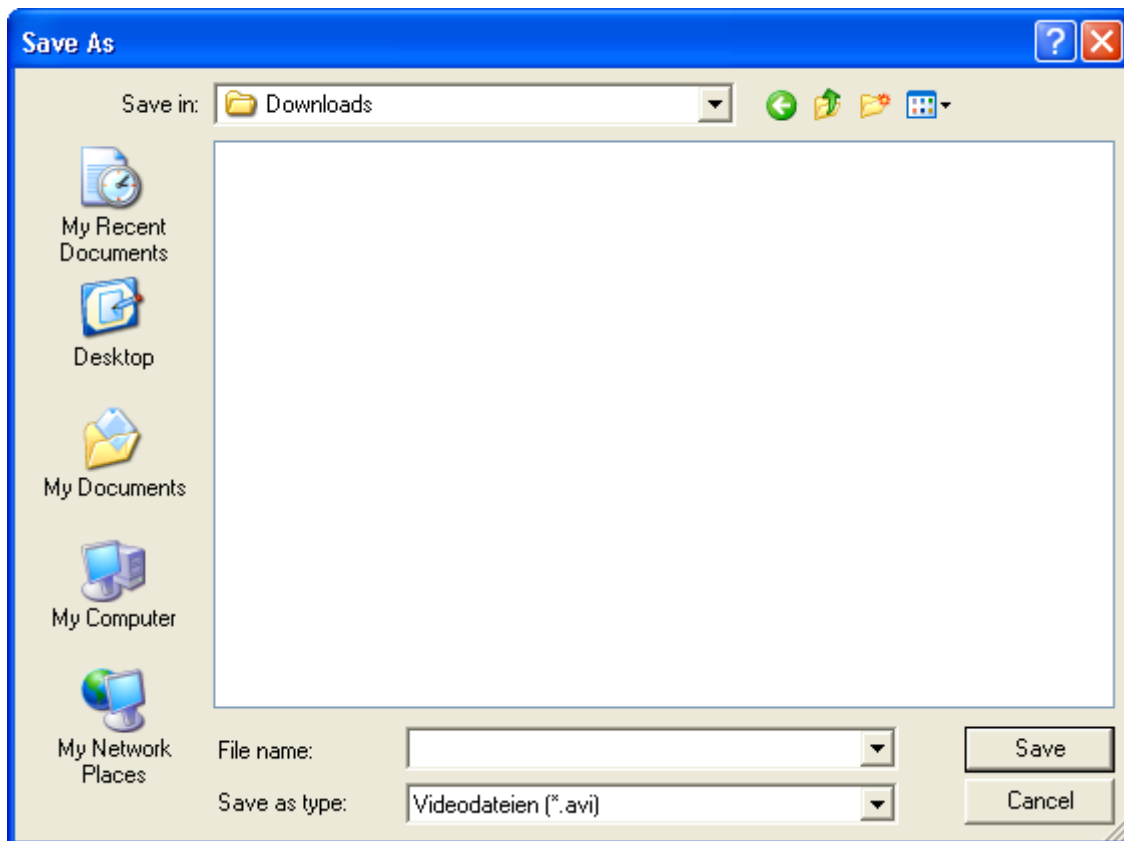 Save As
Save in:
Downloads
My Recent
Documents
Desktop
My Documents
My Computer
My Network
Places
File name:
Save
Save as type:
Videodateien (*.avi)
Cancel